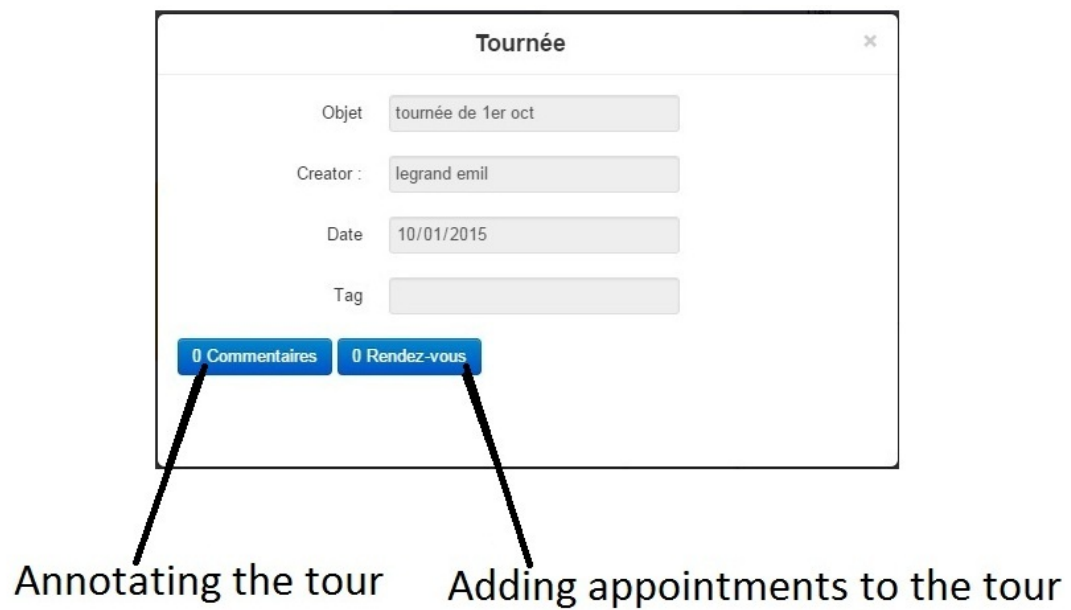 Tournée ×
Objet tournée de 1er oct
Creator : legrand emil
Date 10/01/2015
Tag
0 Commentaires 0 Rendez-vous
Annotating the tour Adding appointments to the tour